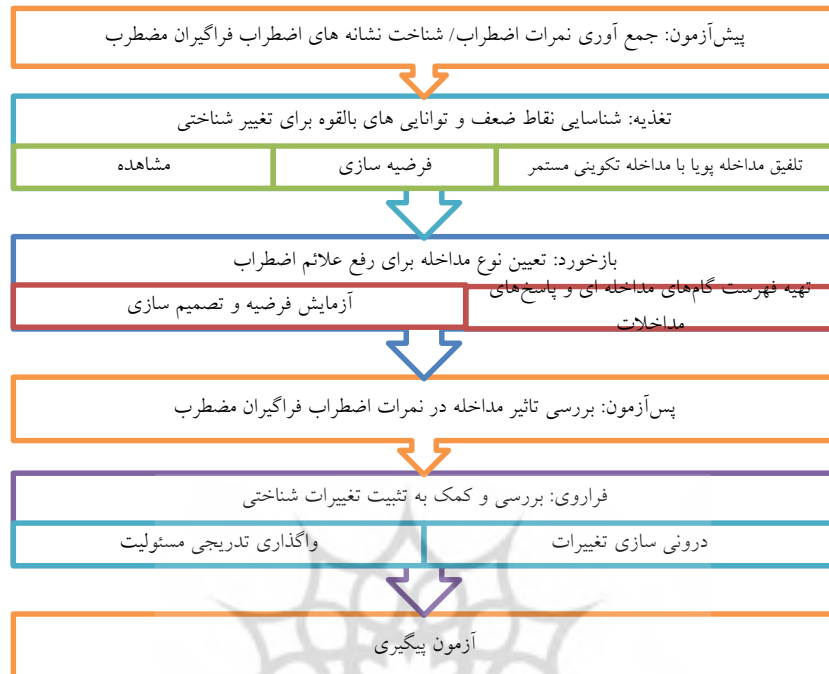 پیش‌آزمون: جمع آوری نمرات اضطراب/ شناخت نشانه های اضطراب فراگیران مضطرب
تغذیه: شناسایی نقاط ضعف و توانایی های بالقوه برای تغییر شناختی
تلفیق مداخله پویا با مداخله تکوینی مستمر
فرضیه سازی
مشاهده
بازخورد: تعیین نوع مداخله برای رفع علائم اضطراب
تهیه فهرست گام‌های مداخله ای و پاسخ‌های
مداخلات
آزمایش فرضیه و تصمیم سازی
پس‌آزمون: بررسی تاثیر مداخله در نمرات اضطراب فراگیران مضطرب
فراروی: بررسی و کمک به تثبیت تغییرات شناختی
درونی سازی تغییرات
واگذاری تدریجی مسئولیت
آزمون پیگیری